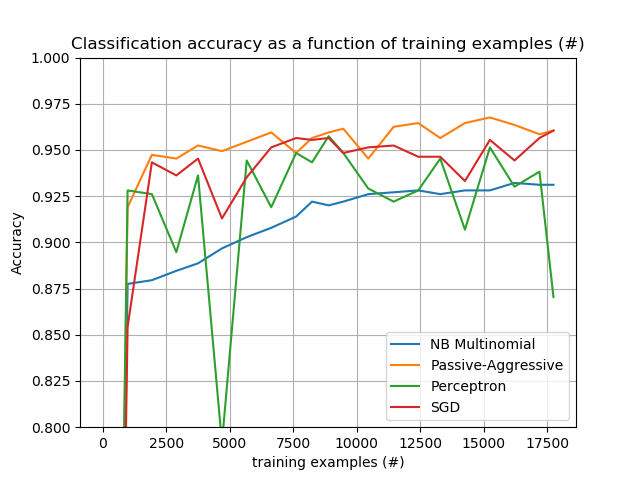 Classification accuracy as a function of training examples (#)
1.000
0.975
0.950
0.925
0.900
0.875
0.850
0.825
0.800
Accuracy
NB Multinomial
Passive-Aggressive
Perceptron
SGD
0 2500 5000 7500 10000 12500 15000 17500
training examples (#)